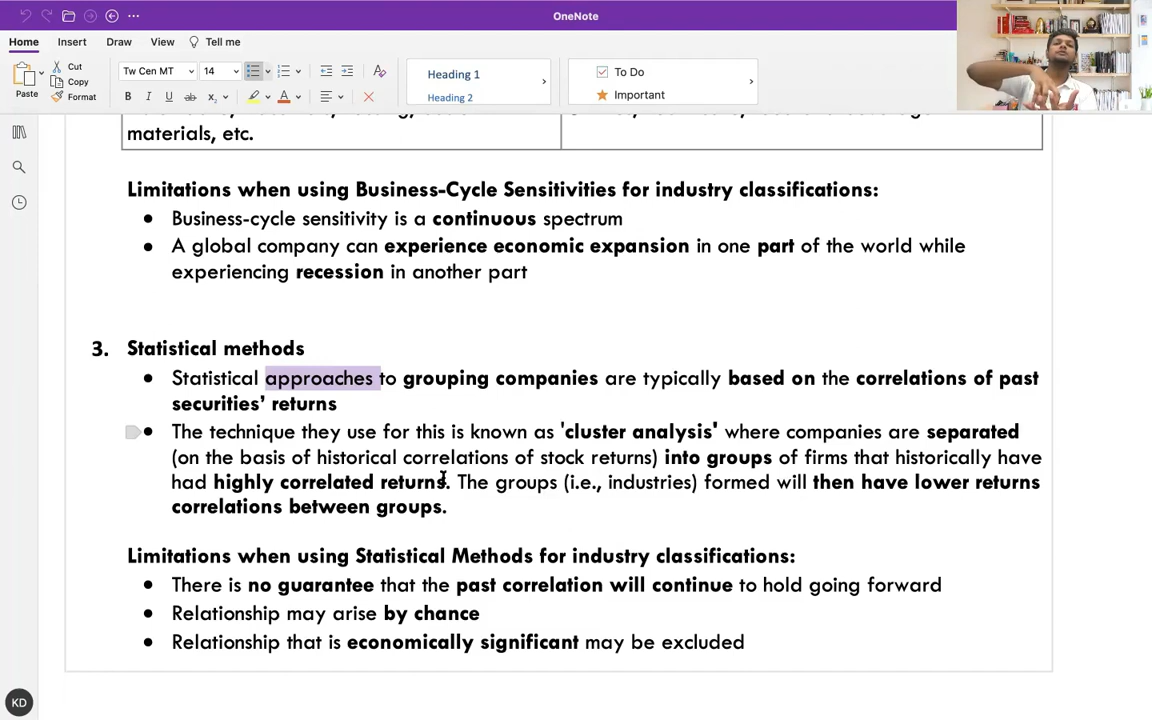 OneNote
Home Insert Draw View Tell me
Cut
Copy
Paste
Format
Tw Cen MT 14
B I U ab x₂ A
Heading 1
Heading 2
To Do
Important
materials, etc.
Limitations when using Business-Cycle Sensitivities for industry classifications:
• Business-cycle sensitivity is a continuous spectrum
• A global company can experience economic expansion in one part of the world while
experiencing recession in another part
3. Statistical methods
• Statistical approaches to grouping companies are typically based on the correlations of past
securities’ returns
• The technique they use for this is known as 'cluster analysis' where companies are separated
(on the basis of historical correlations of stock returns) into groups of firms that historically have
had highly correlated returns. The groups (i.e., industries) formed will then have lower returns
correlations between groups.
Limitations when using Statistical Methods for industry classifications:
• There is no guarantee that the past correlation will continue to hold going forward
• Relationship may arise by chance
• Relationship that is economically significant may be excluded
KD